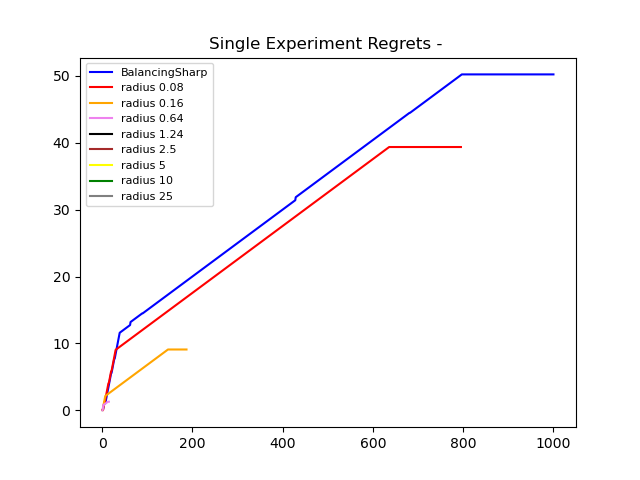 Single Experiment Regrets -
BalancingSharp
radius 0.08
radius 0.16
radius 0.64
radius 1.24
radius 2.5
radius 5
radius 10
radius 25
50
40
30
20
10
0
0 200 400 600 800 1000